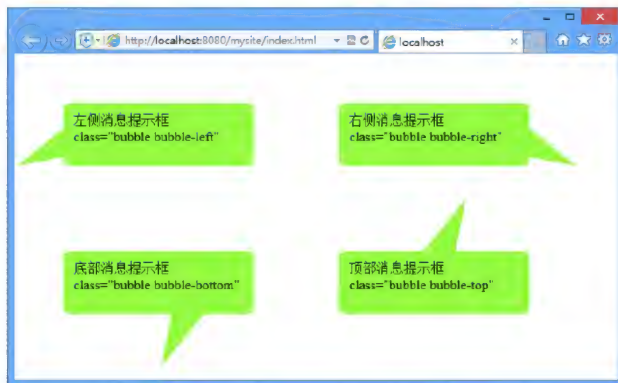 http://localhost:8080/mysite/index.html
localhost
左侧消息提示框
class="bubble bubble-left"
右侧消息提示框
class="bubble bubble-right"
底部消息提示框
class="bubble bubble-bottom"
顶部消息提示框
class="bubble bubble-top"